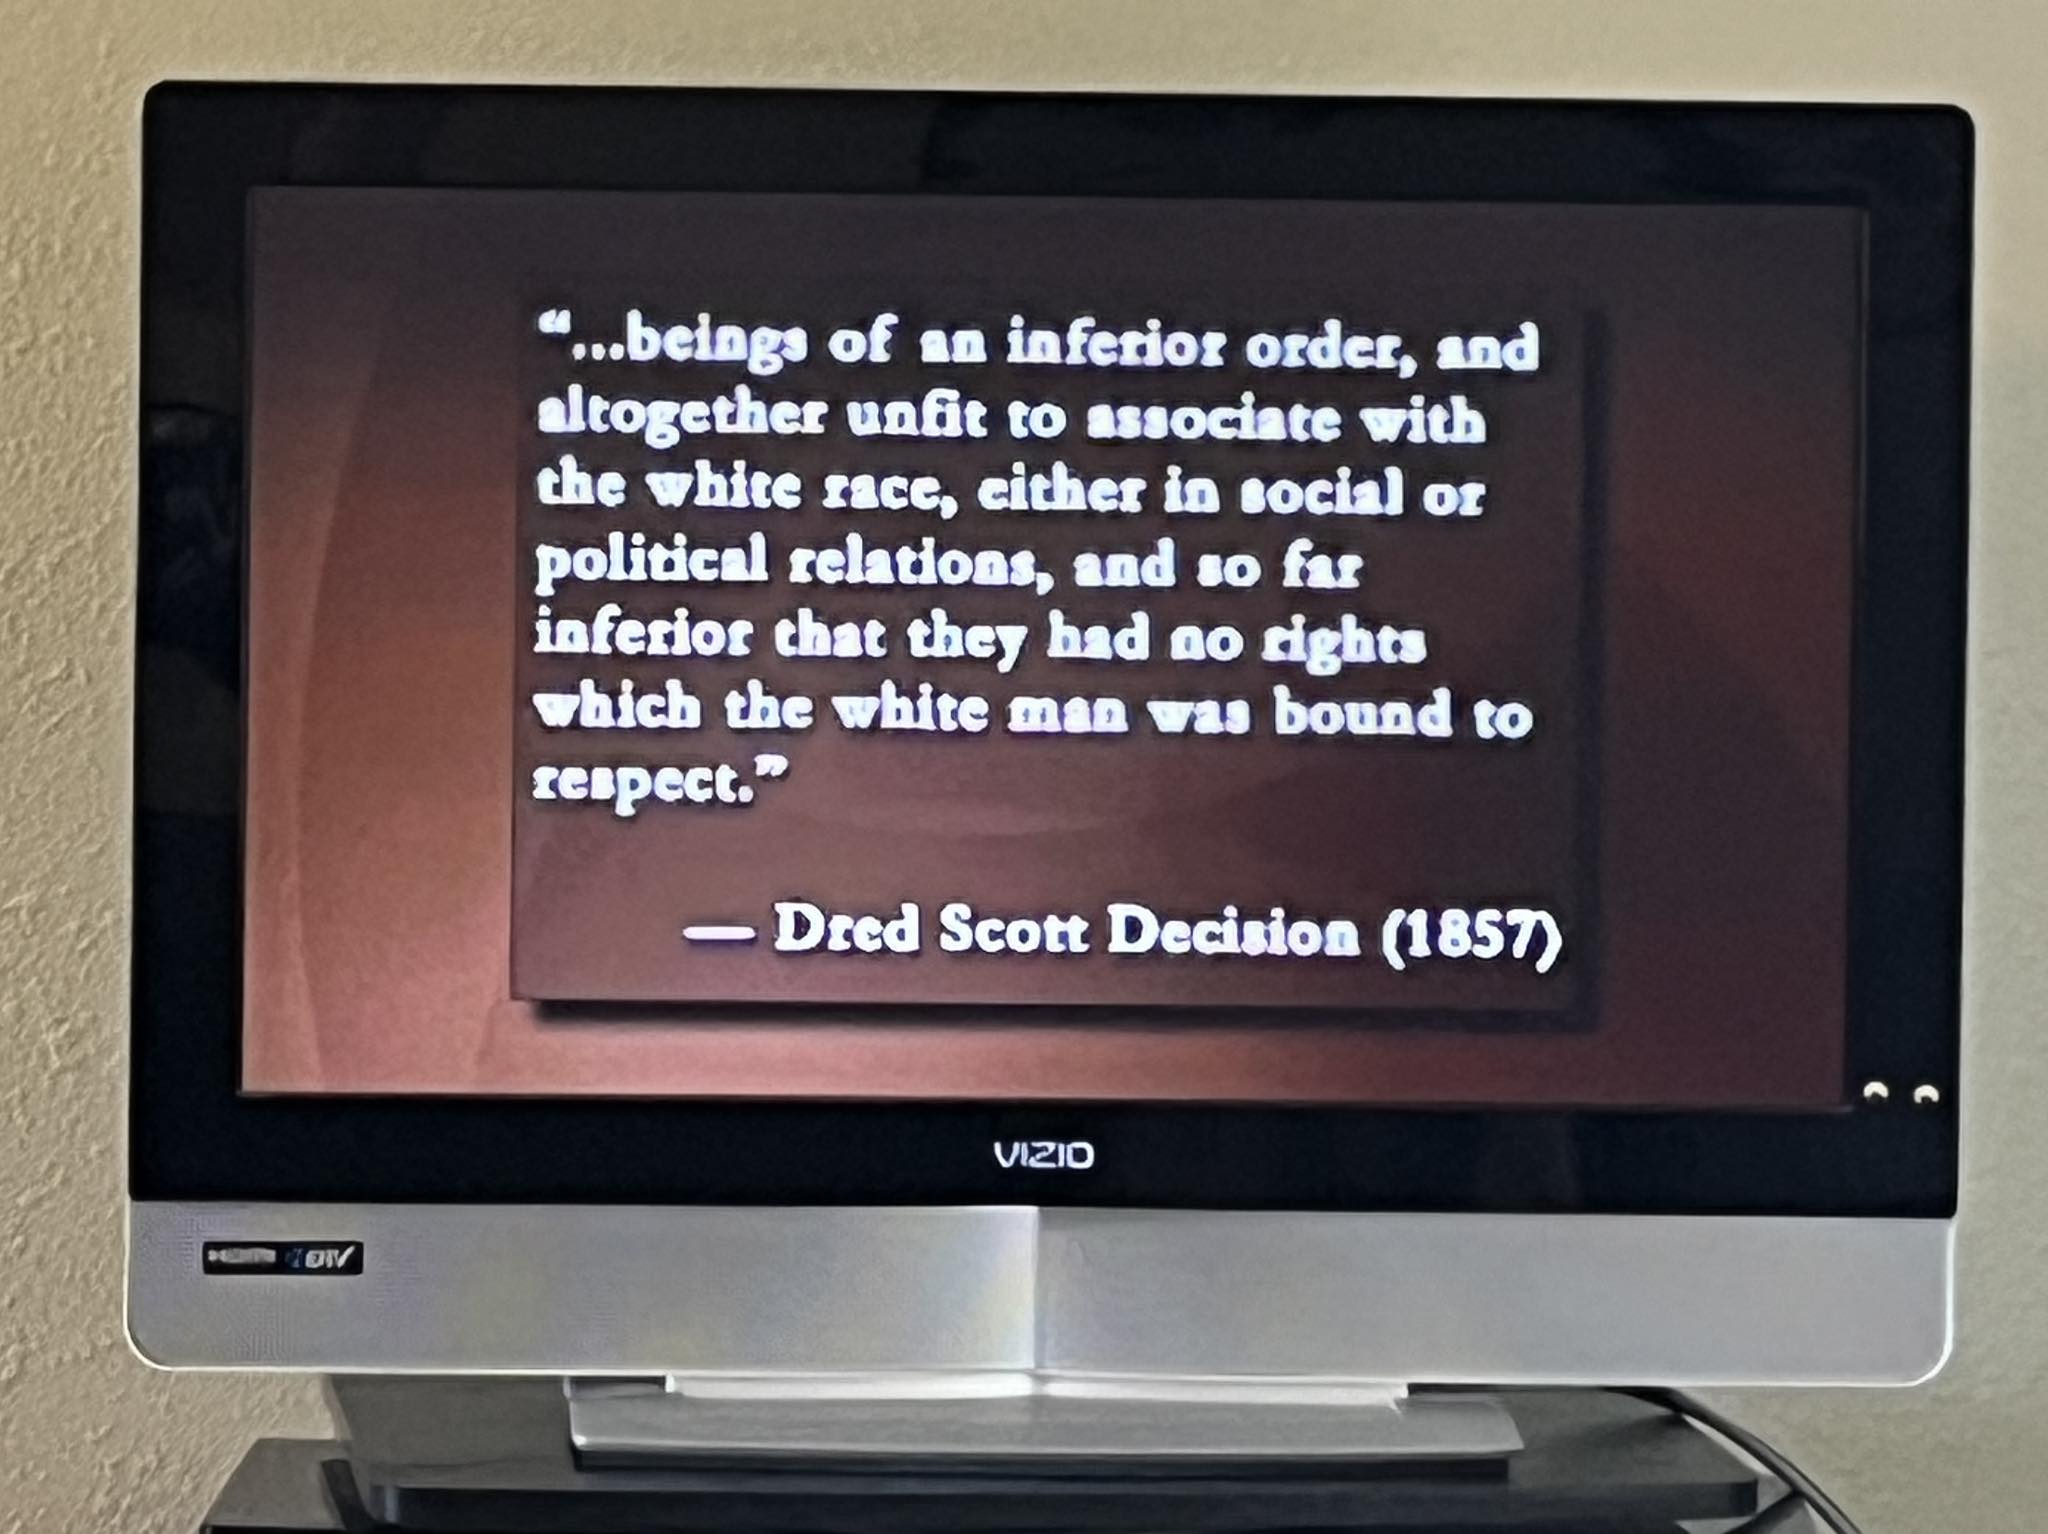 “...beings of an inferior order, and
altogether unfit to associate with
the white race, either in social or
political relations, and so far
inferior that they had no rights
which the white man was bound to
respect.”
— Dred Scott Decision (1857)
VIZIO